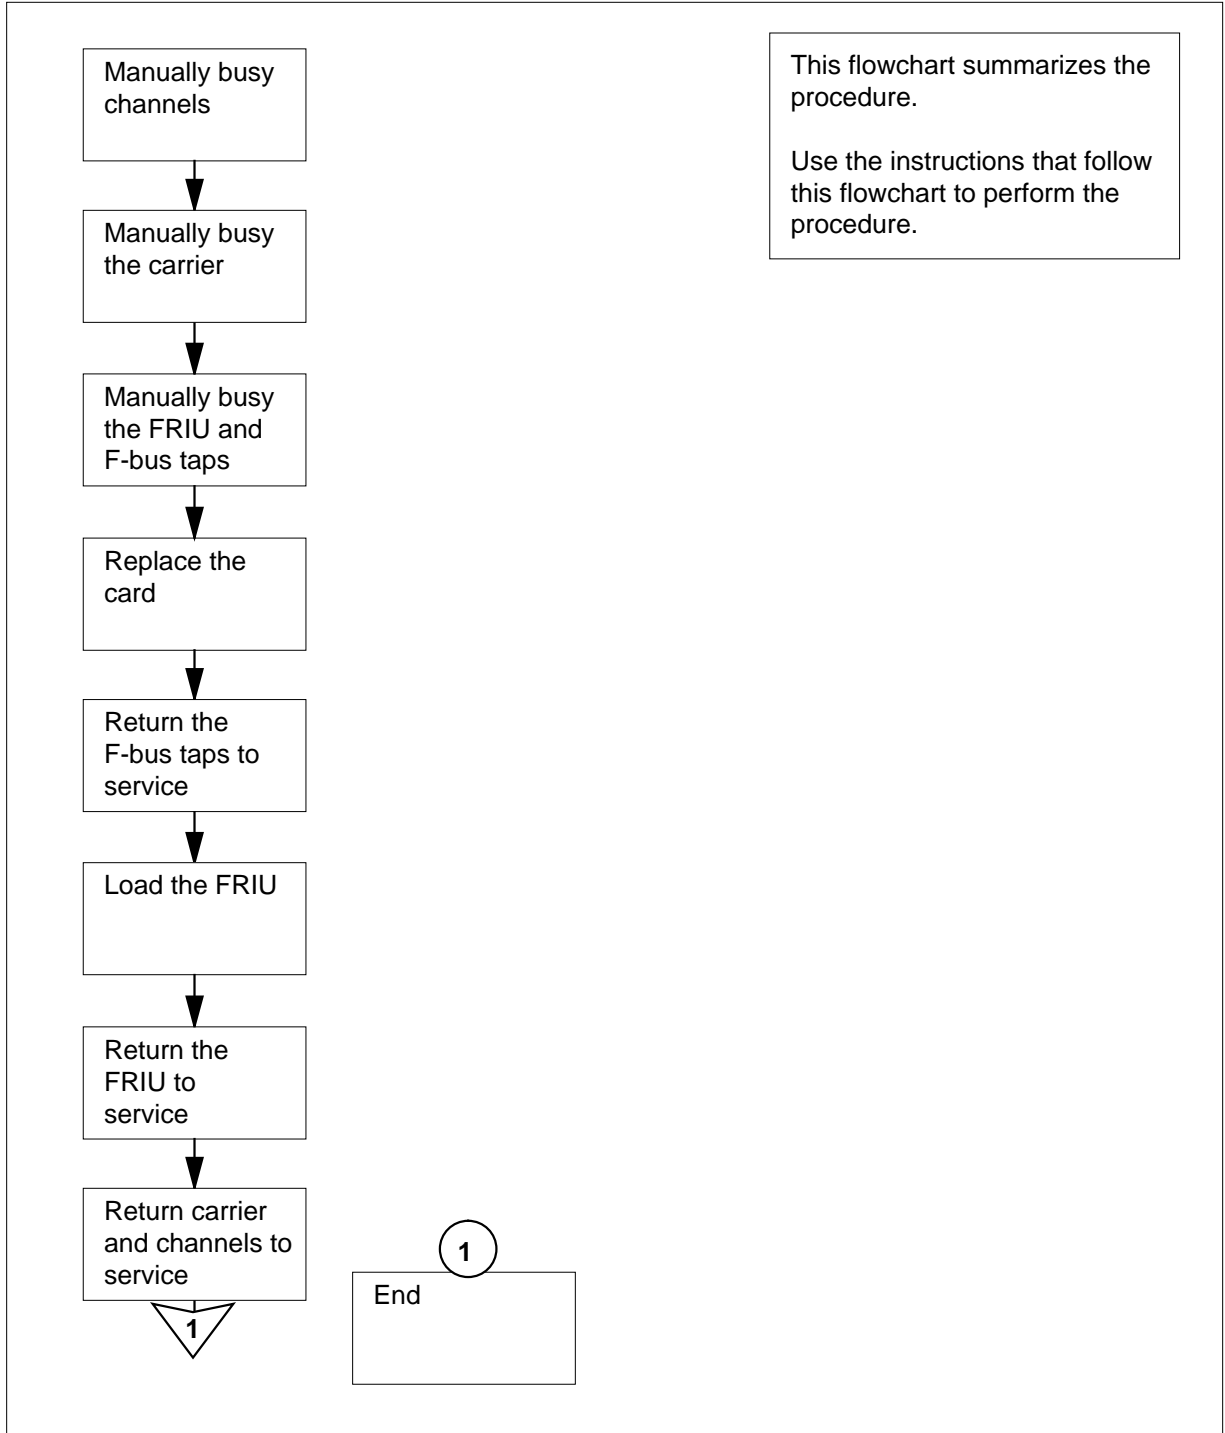 Manually busy
channels
This flowchart summarizes the
procedure.
Use the instructions that follow
this flowchart to perform the
procedure.
Manually busy
the carrier
Manually busy
the FRIU and
F-bus taps
Replace the
card
Return the
F-bus taps to
service
Load the FRIU
Return the
FRIU to
service
Return carrier
and channels to
service
1
1
End